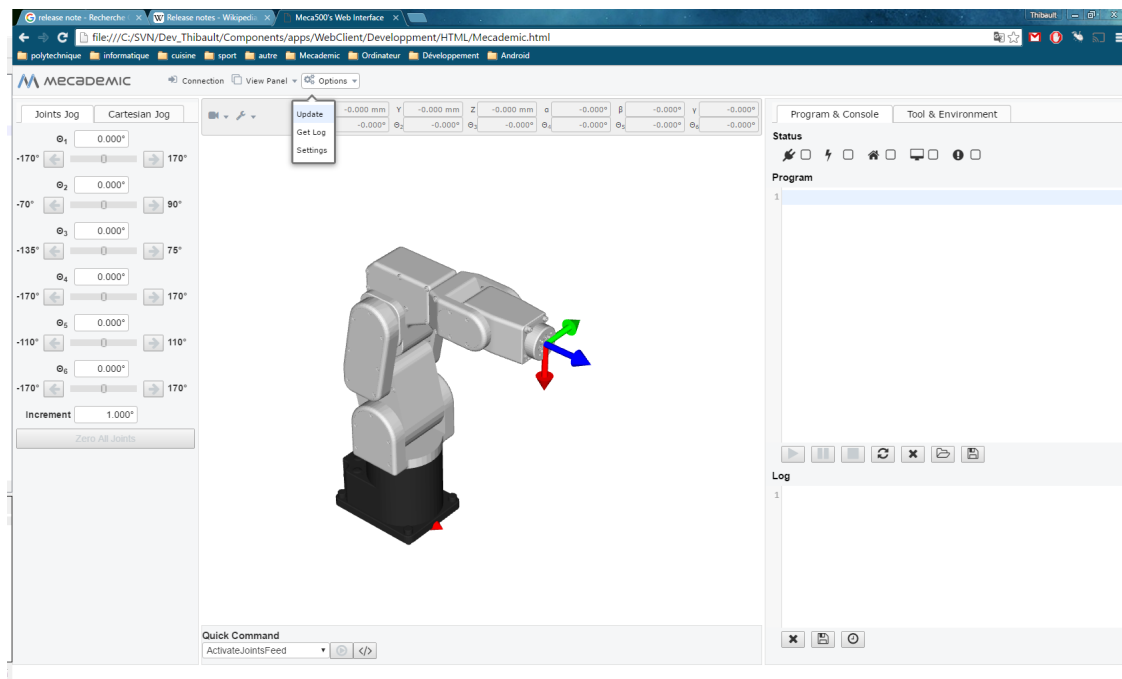 release note - Recherche
Release notes - Wikipedia
Meca500's Web Interface
Thibault
file:///C:/SVN/Dev_Thibault/Components/apps/WebClient/Developpment/HTML/Mecademic.html
polytechnique informatique cuisine sport autre Mecademic Ordinateur Développement Android
MECADEMIC
Connection View Panel Options
Update
Get Log
Settings
Joints Jog Cartesian Jog
Θ1 0.000°
-170° 0 170°
Θ2 0.000°
-70° 0 90°
Θ3 0.000°
-135° 0 75°
Θ4 0.000°
-170° 0 170°
Θ5 0.000°
-110° 0 110°
Θ6 0.000°
-170° 0 170°
Increment 1.000°
Zero All Joints
-0.000 mm Y -0.000 mm Z -0.000 mm α -0.000° β -0.000° γ -0.000°
-0.000° Θ2 -0.000° Θ3 -0.000° Θ4 -0.000° Θ5 -0.000° Θ6 -0.000°
Quick Command
ActivateJointsFeed
Program & Console Tool & Environment
Status
Program
1
Log
1